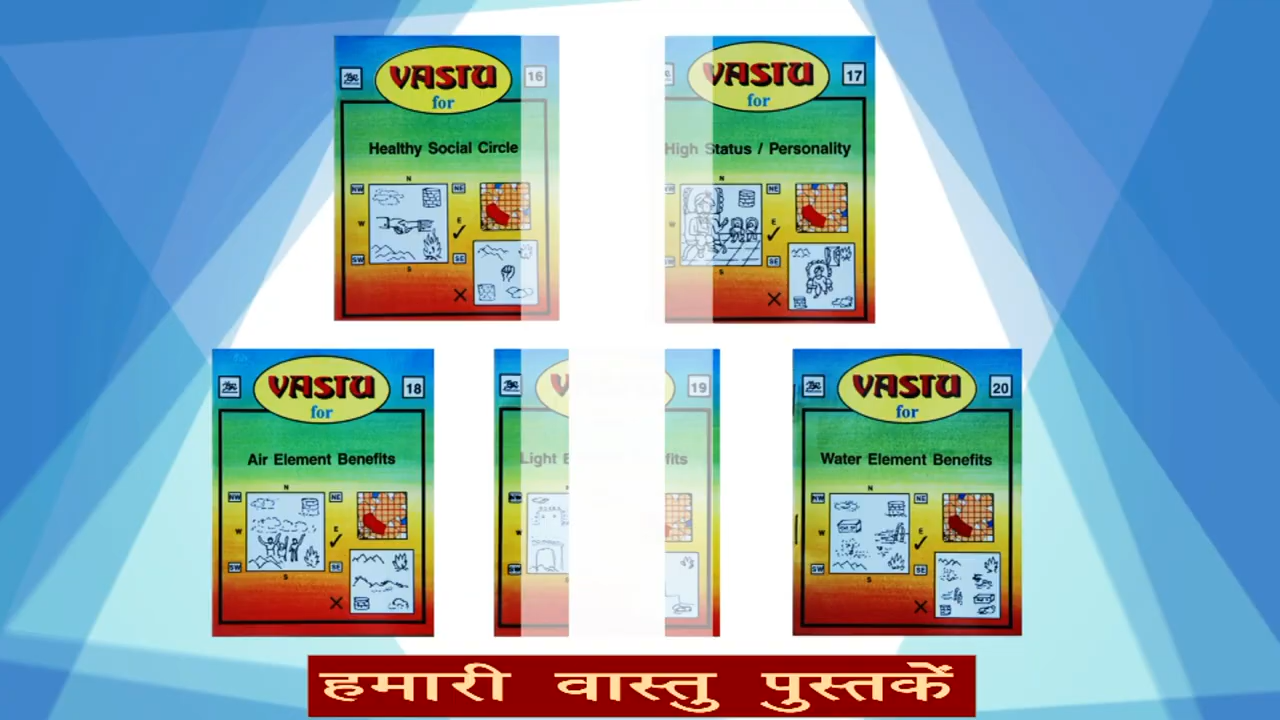 VASTU
for
16
Healthy Social Circle
N
NW
NE
W
E
SW
SE
S
VASTU
for
17
High Status / Personality
N
NE
E
SE
S
VASTU
for
18
Air Element Benefits
N
NW
NE
W
E
SW
SE
S
19
Light
NW
W
SW
VASTU
for
20
Water Element Benefits
N
NW
NE
W
E
SW
SE
S
हमारी वास्तु पुस्तकें